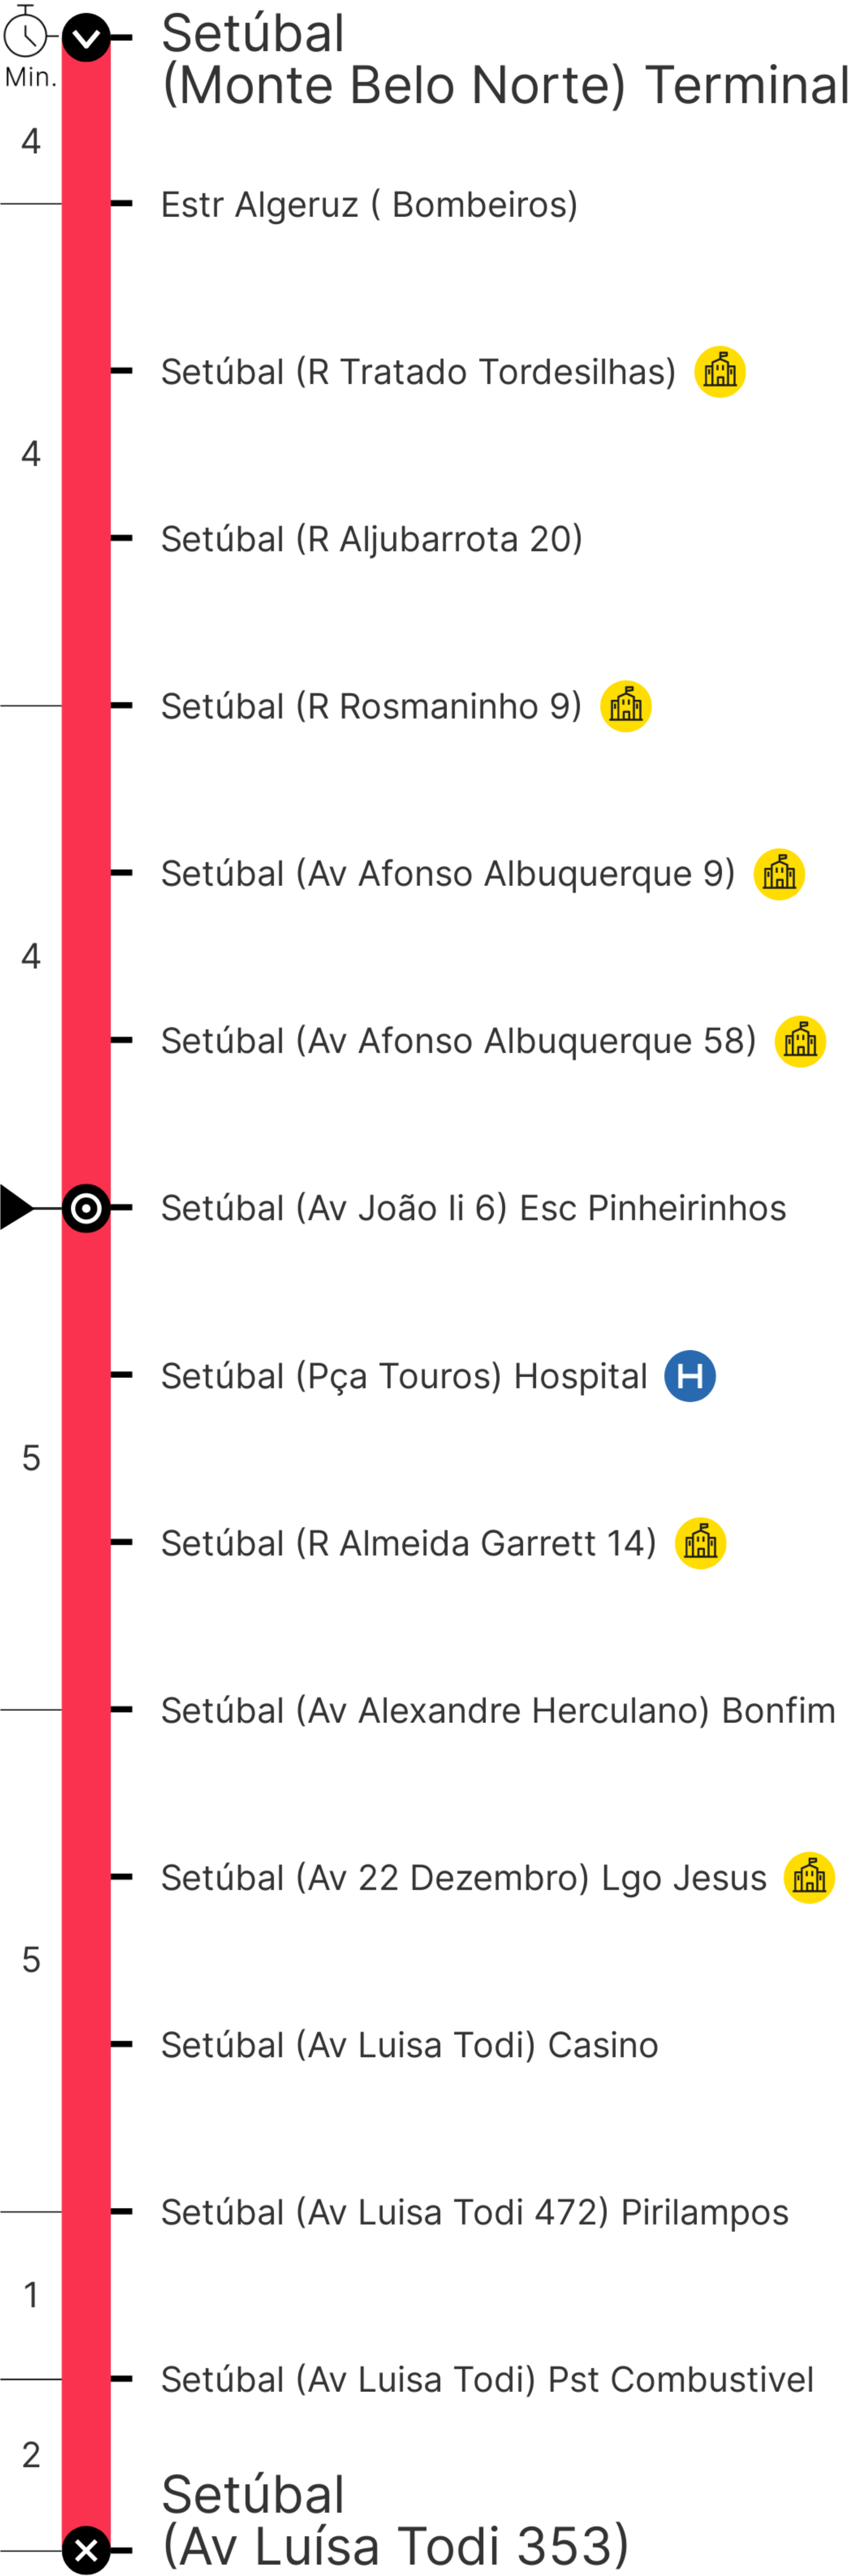 Setúbal
(Monte Belo Norte) Terminal
Min.
4
Estr Algeruz ( Bombeiros)
Setúbal (R Tratado Tordesilhas)
4
Setúbal (R Aljubarrota 20)
Setúbal (R Rosmaninho 9)
Setúbal (Av Afonso Albuquerque 9)
4
Setúbal (Av Afonso Albuquerque 58)
Setúbal (Av João Ii 6) Esc Pinheirinhos
Setúbal (Pça Touros) Hospital H
5
Setúbal (R Almeida Garrett 14)
Setúbal (Av Alexandre Herculano) Bonfim
Setúbal (Av 22 Dezembro) Lgo Jesus
5
Setúbal (Av Luisa Todi) Casino
Setúbal (Av Luisa Todi 472) Pirilampos
1
Setúbal (Av Luisa Todi) Pst Combustivel
2
Setúbal
(Av Luísa Todi 353)